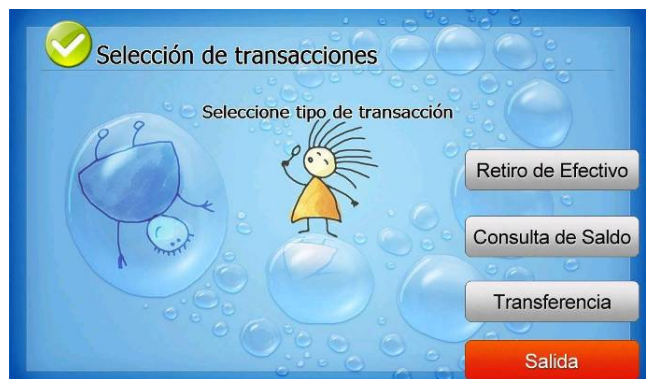 Selección de transacciones
Seleccione tipo de transacción
Retiro de Efectivo
Consulta de Saldo
Transferencia
Salida